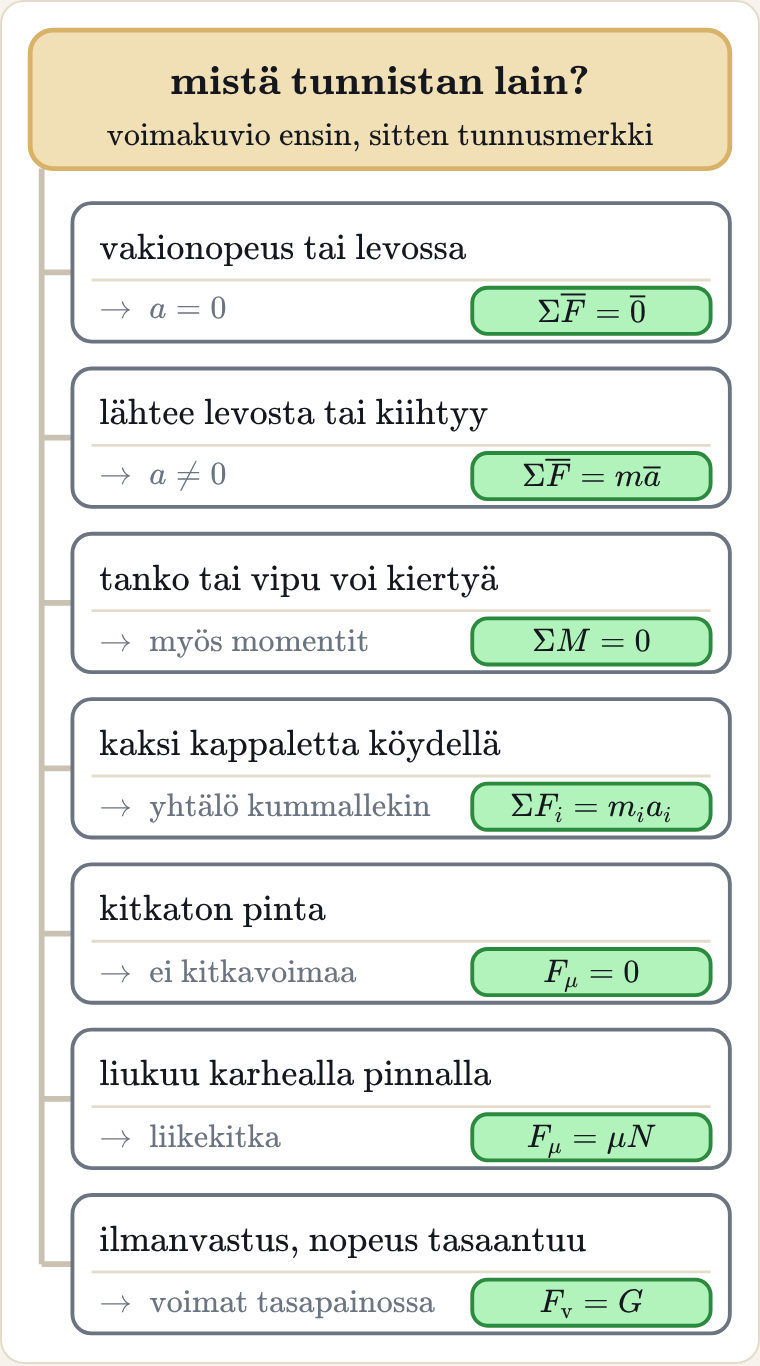 mistä tunnistan lain?
voimakuvio ensin, sitten tunnusmerkki
vakionopeus tai levossa
→ a = 0
ΣF̅ = 0̅
lähtee levosta tai kiihtyy
→ a ≠ 0
ΣF̅ = ma̅
tanko tai vipu voi kiertyä
→ myös momentit
ΣM = 0
kaksi kappaletta köydellä
→ yhtälö kummallekin
ΣFᵢ = mᵢaᵢ
kitkaton pinta
→ ei kitkavoimaa
F_μ = 0
liukuu karhealla pinnalla
→ liikekitka
F_μ = μN
ilmanvastus, nopeus tasaantuu
→ voimat tasapainossa
F_v = G